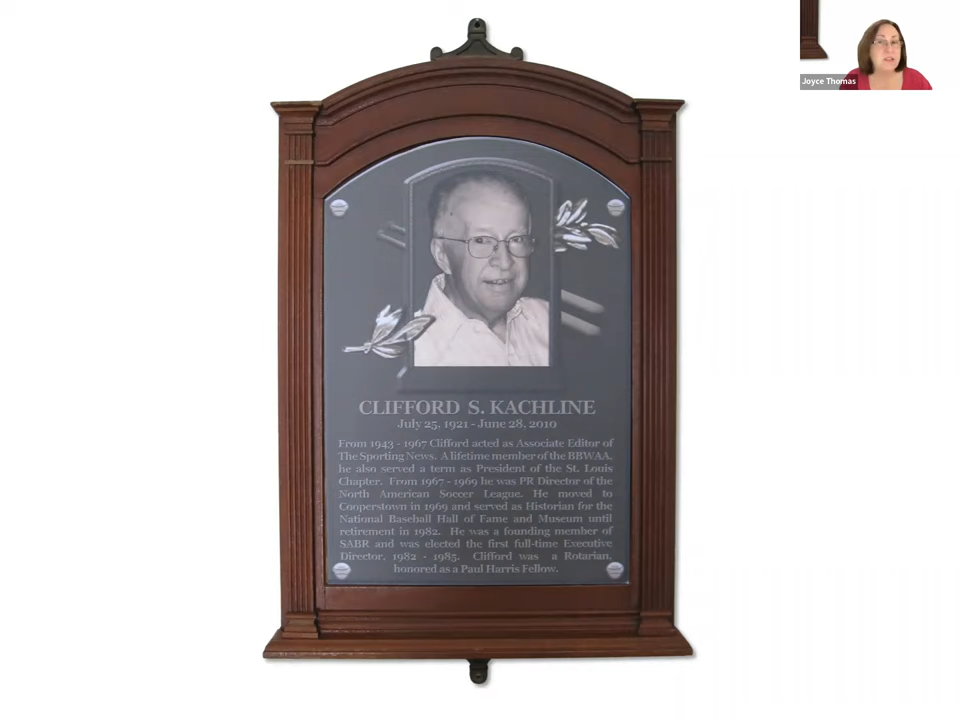 Joyce Thomas
CLIFFORD S. KACHLINE
July 25, 1921 - June 28, 2010
From 1943 - 1967 Clifford acted as Associate Editor of
The Sporting News. A lifetime member of the BBWAA,
he also served a term as President of the St. Louis
Chapter. From 1967 - 1969 he was PR Director of the
North American Soccer League. He moved to
Cooperstown in 1969 and served as Historian for the
National Baseball Hall of Fame and Museum until
retirement in 1982. He was a founding member of
SABR and was elected the first full-time Executive
Director, 1982 - 1985. Clifford was a Rotarian,
honored as a Paul Harris Fellow.